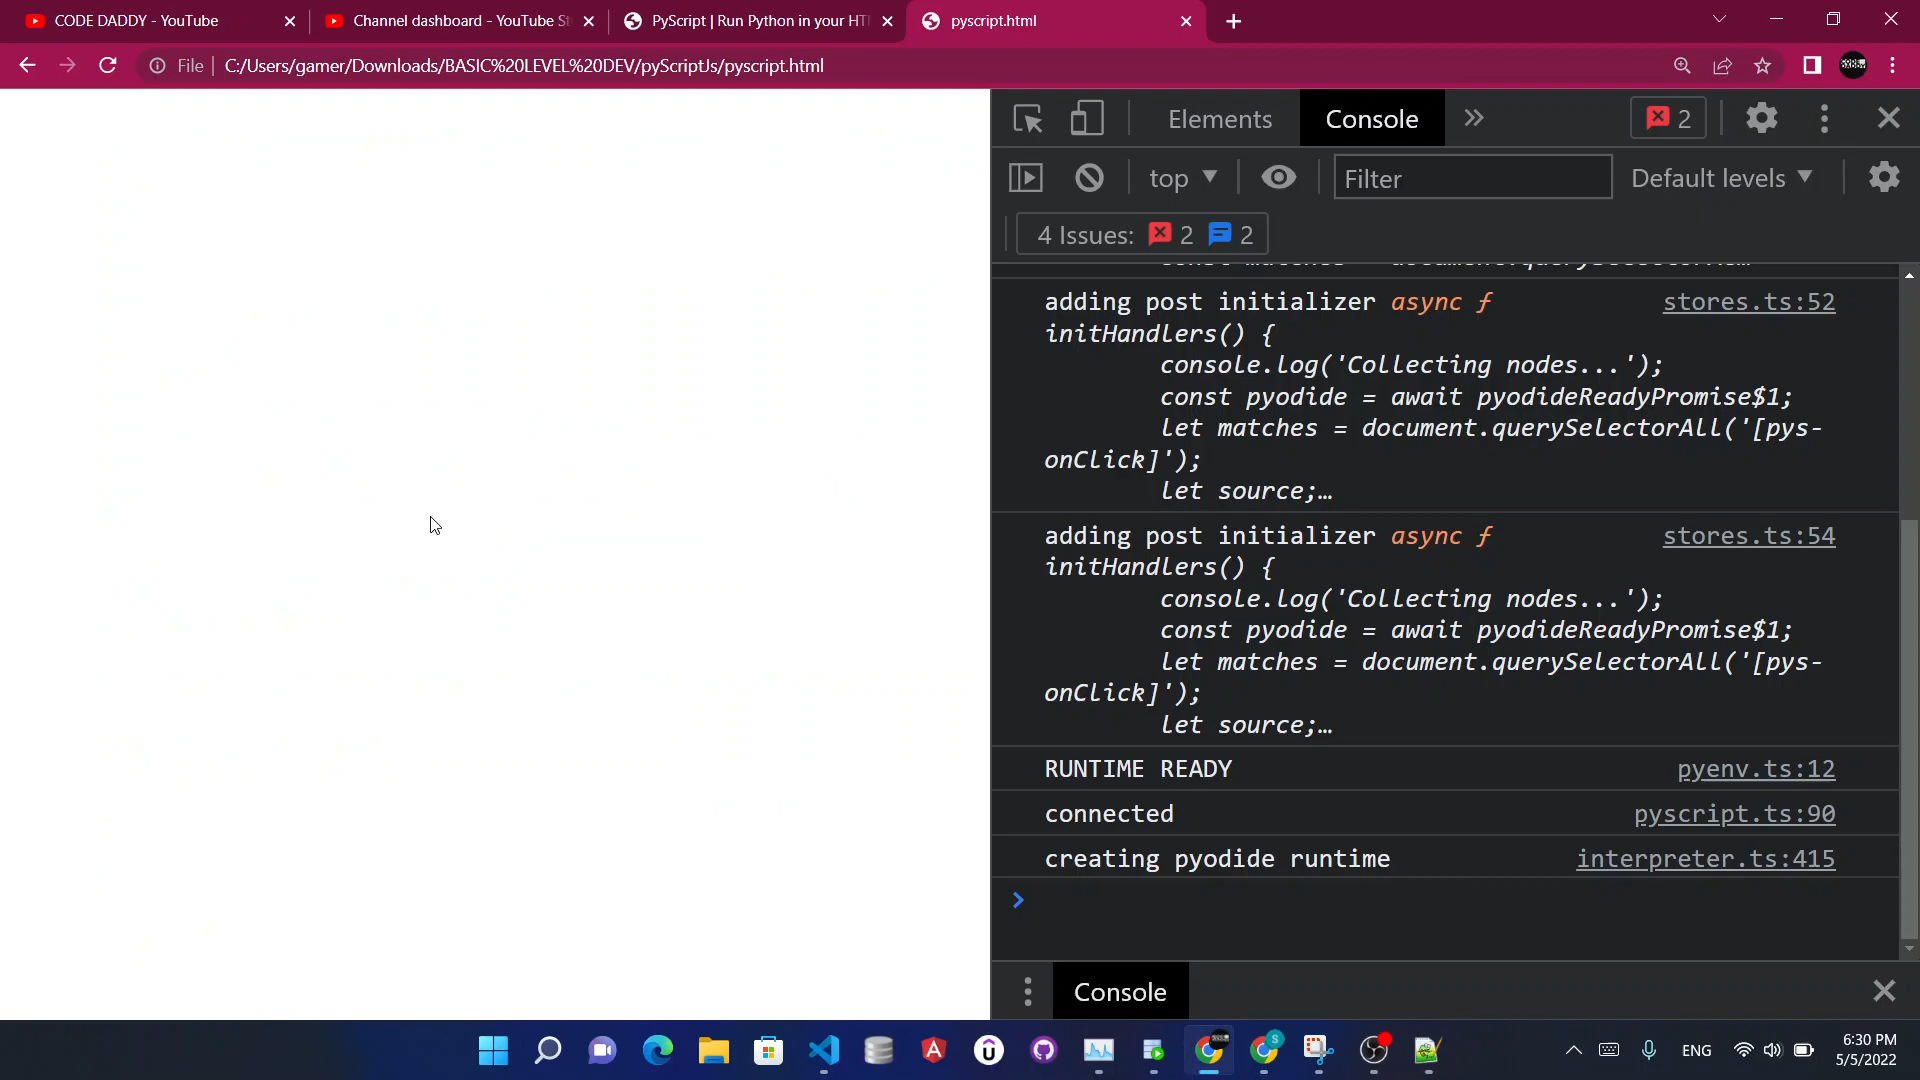 CODE DADDY - YouTube
Channel dashboard - YouTube St
PyScript | Run Python in your HT
pyscript.html
File
C:/Users/gamer/Downloads/BASIC%20LEVEL%20DEV/pyScriptJs/pyscript.html
Elements
Console
2
top
Filter
Default levels
4 Issues:
2
2
adding post initializer async ƒ
stores.ts:52
initHandlers() {
console.log('Collecting nodes...');
const pyodide = await pyodideReadyPromise$1;
let matches = document.querySelectorAll('[pys-
onClick]');
let source;…
adding post initializer async ƒ
stores.ts:54
initHandlers() {
console.log('Collecting nodes...');
const pyodide = await pyodideReadyPromise$1;
let matches = document.querySelectorAll('[pys-
onClick]');
let source;…
RUNTIME READY
pyenv.ts:12
connected
pyscript.ts:90
creating pyodide runtime
interpreter.ts:415
Console
ENG
6:30 PM
5/5/2022